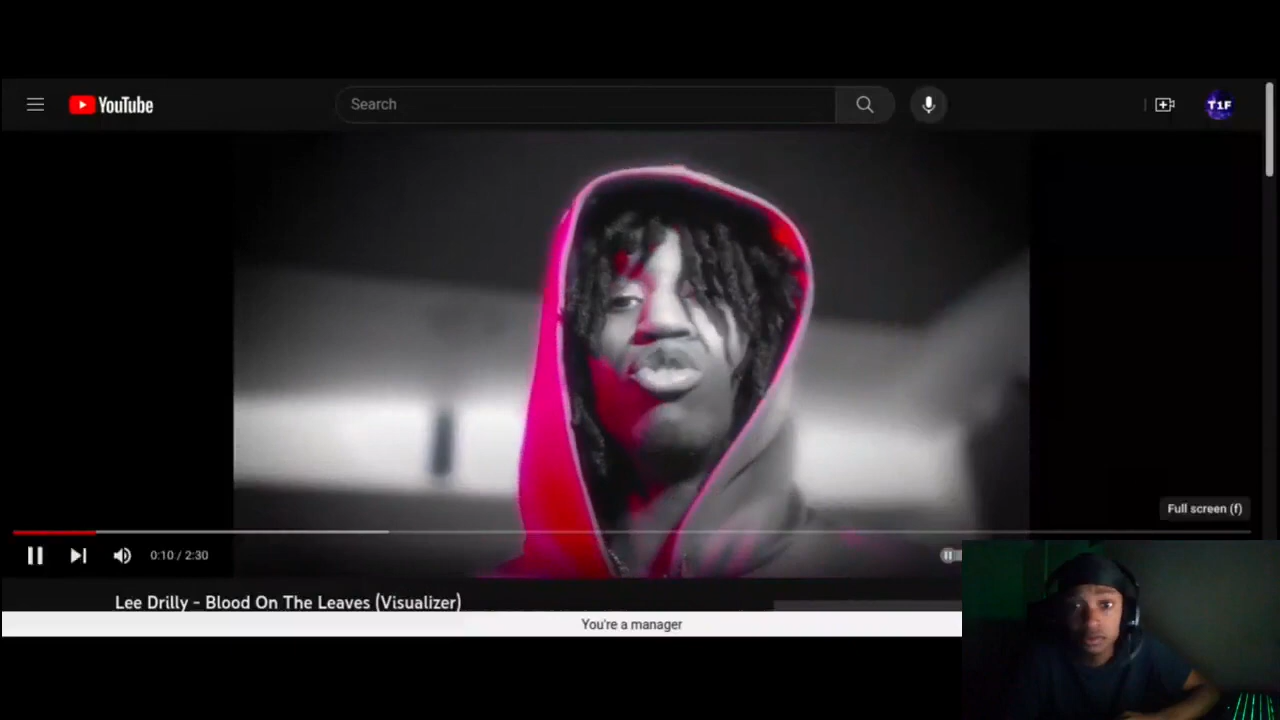 YouTube
Search
T1F
Full screen (f)
0:10 / 2:30
Lee Drilly - Blood On The Leaves (Visualizer)
You're a manager